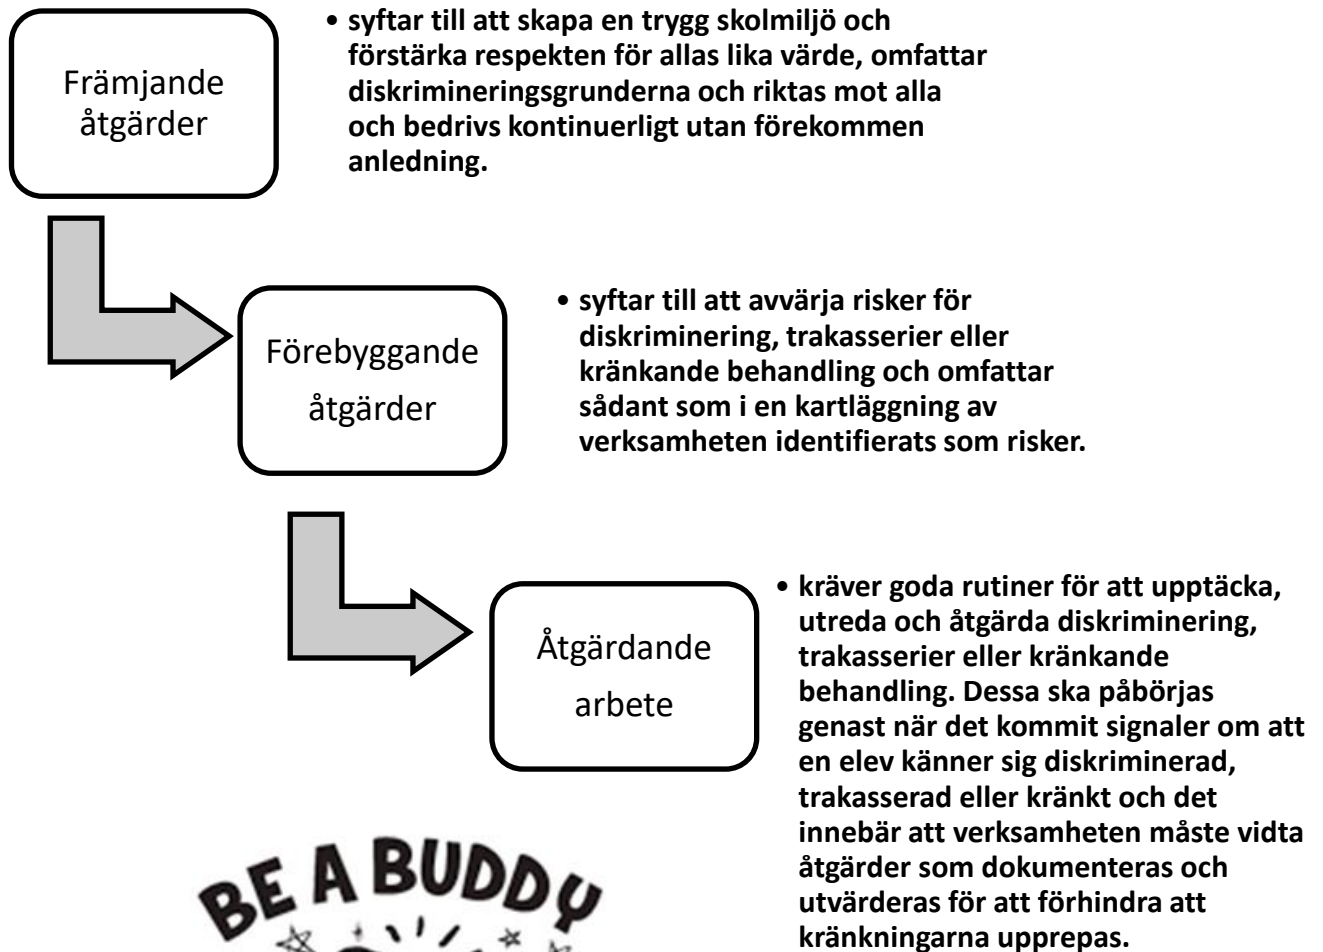 Främjande
åtgärder
• syftar till att skapa en trygg skolmiljö och
förstärka respekten för allas lika värde, omfattar
diskrimineringsgrunderna och riktas mot alla
och bedrivs kontinuerligt utan förekommen
anledning.
Förebyggande
åtgärder
• syftar till att avvärja risker för
diskriminering, trakasserier eller
kränkande behandling och omfattar
sådant som i en kartläggning av
verksamheten identifierats som risker.
Åtgärdande
arbete
• kräver goda rutiner för att upptäcka,
utreda och åtgärda diskriminering,
trakasserier eller kränkande
behandling. Dessa ska påbörjas
genast när det kommit signaler om att
en elev känner sig diskriminerad,
trakasserad eller kränkt och det
innebär att verksamheten måste vidta
åtgärder som dokumenteras och
utvärderas för att förhindra att
kränkningarna upprepas.
BE A BUDDY